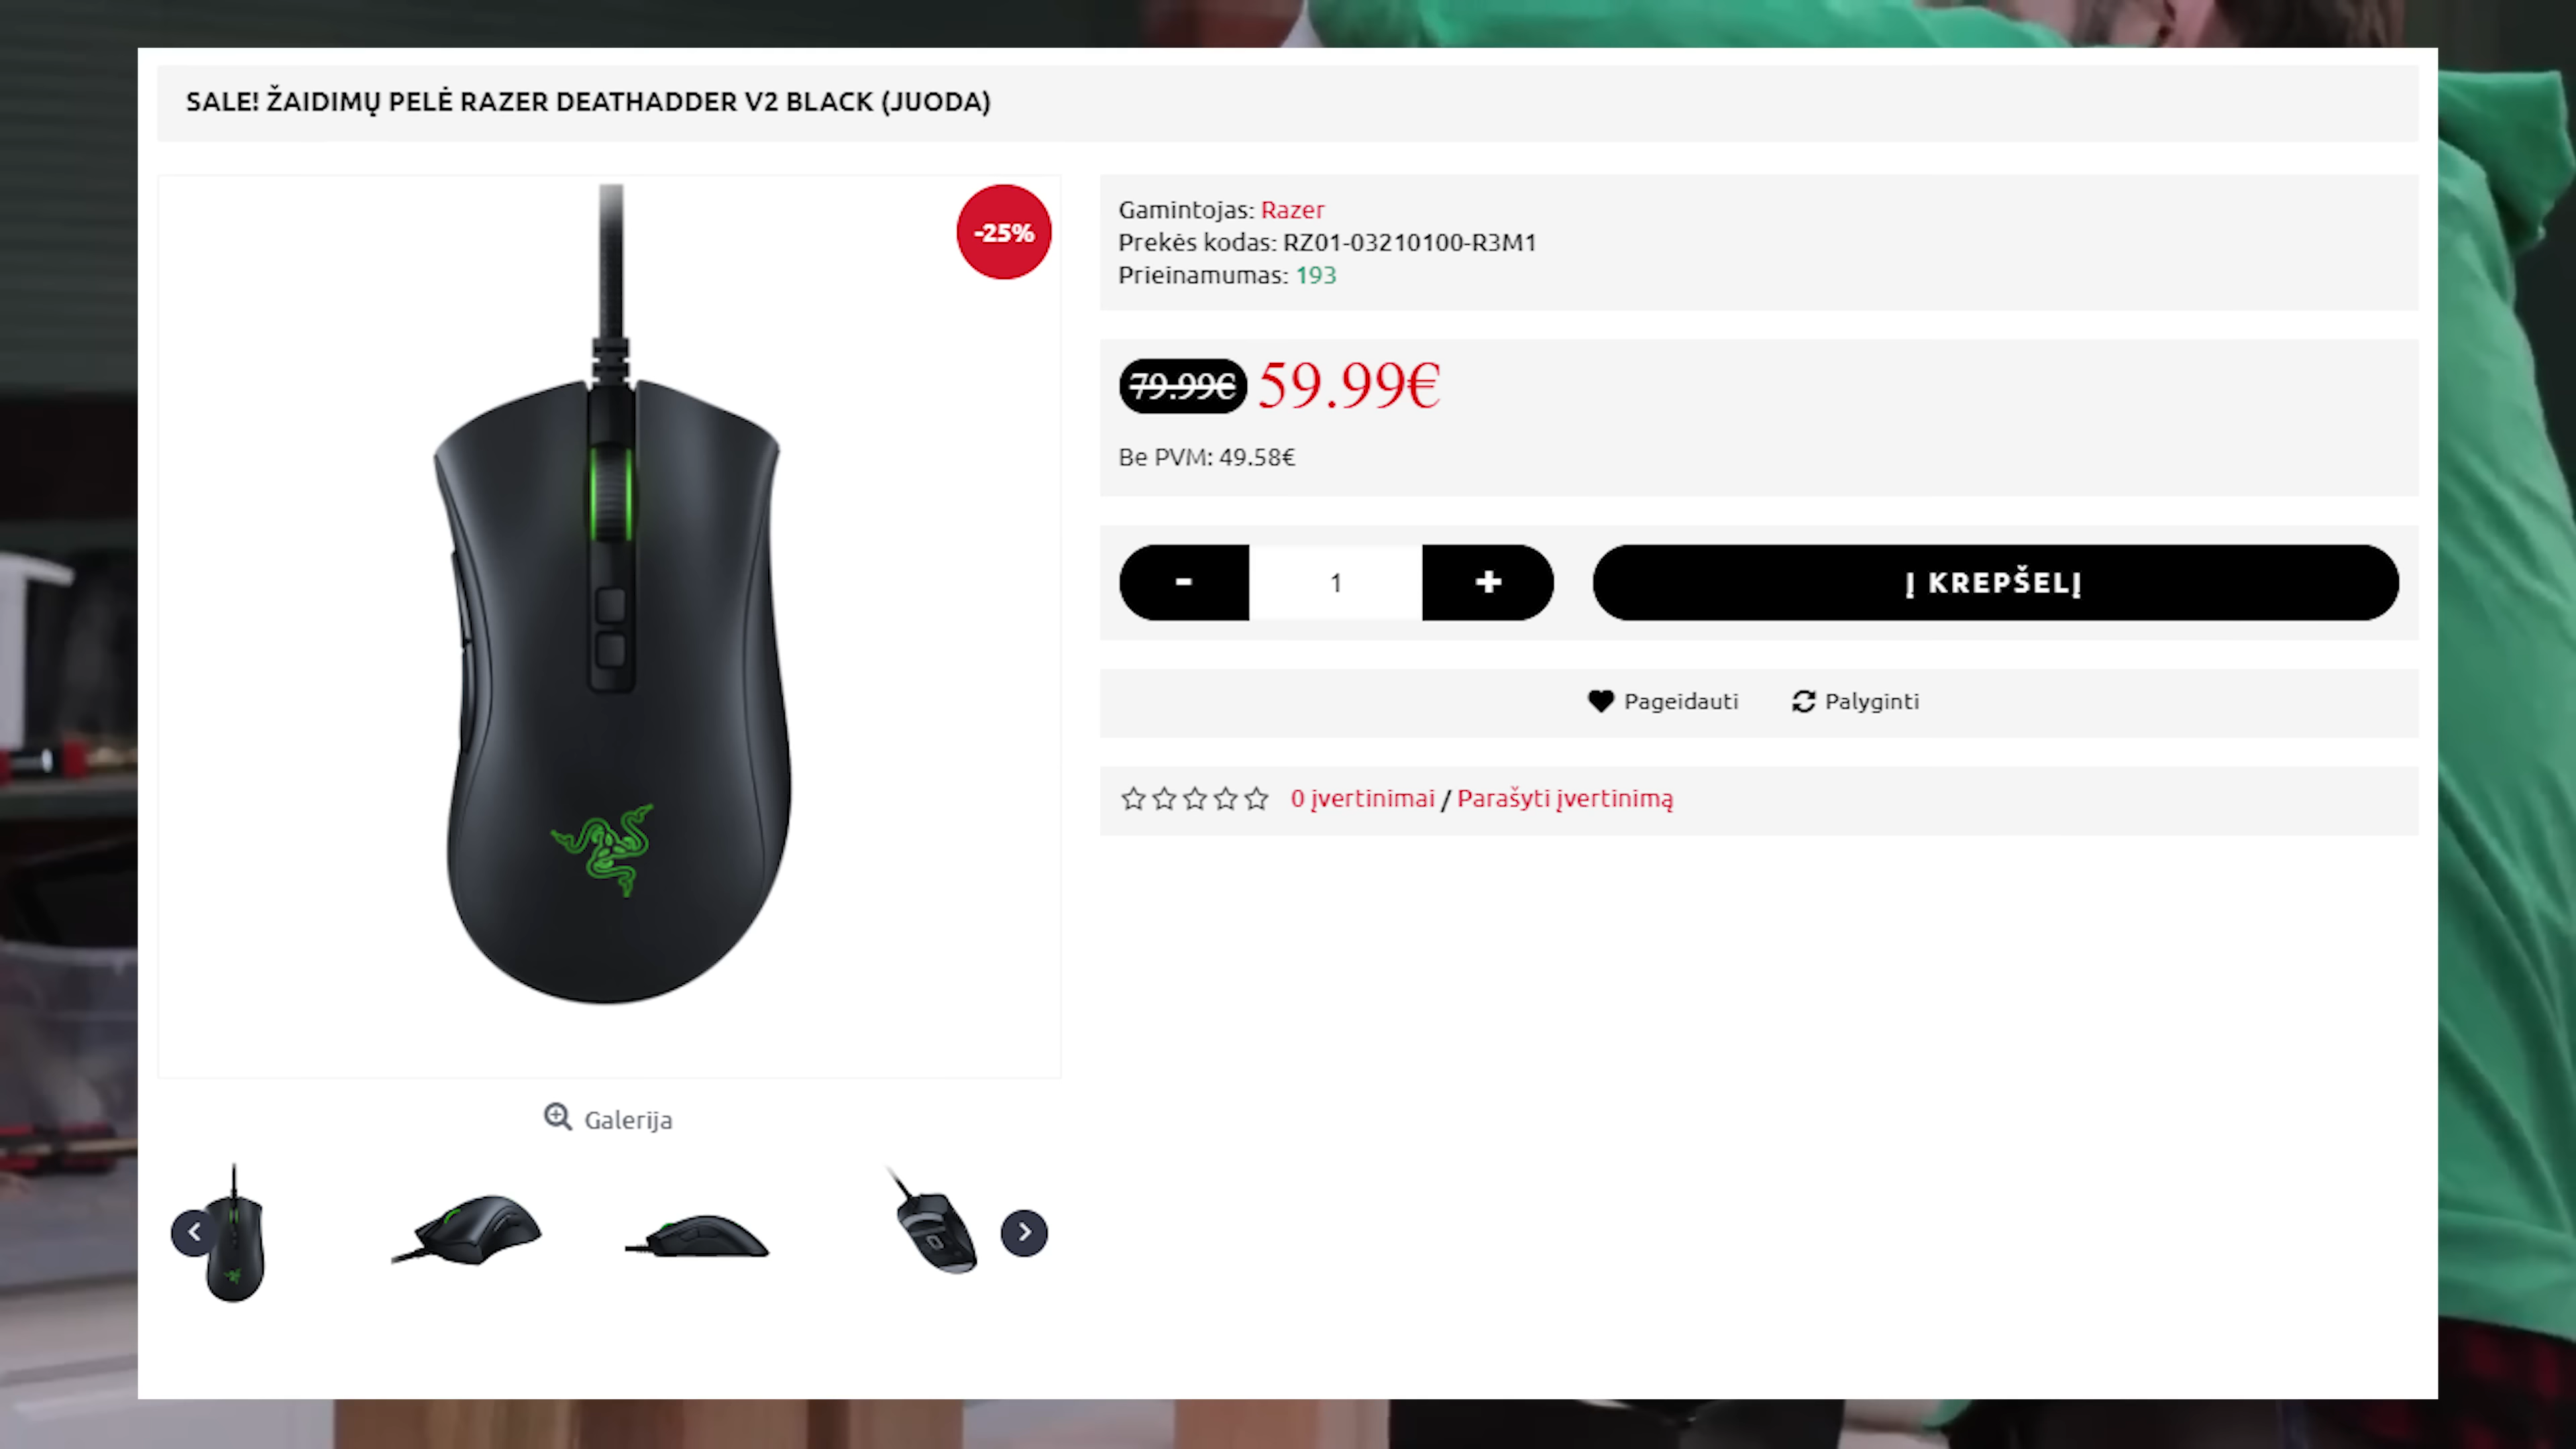 SALE! ŽAIDIMŲ PELĖ RAZER DEATHADDER V2 BLACK (JUODA)
-25%
Gamintojas: Razer
Prekės kodas: RZ01-03210100-R3M1
Prieinamumas: 193
79.99€ 59.99€
Be PVM: 49.58€
- 1 +
Į KREPŠELĮ
Pageidauti
Palyginti
0 įvertinimai / Parašyti įvertinimą
Galerija